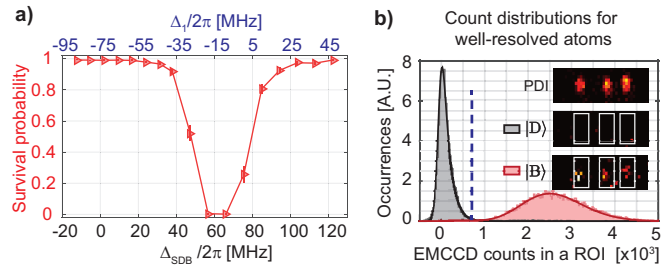 a)
Δ₁/2π [MHz]
-95 -75 -55 -35 -15 5 25 45
Survival probability
1
0.8
0.6
0.4
0.2
0
-20 0 20 40 60 80 100 120
Δ_SDB/2π [MHz]
b)
Count distributions for
well-resolved atoms
Occurrences [A.U.]
8
6
4
2
0
PDI
|D⟩
|B⟩
0 1 2 3 4 5
EMCCD counts in a ROI [x10³]